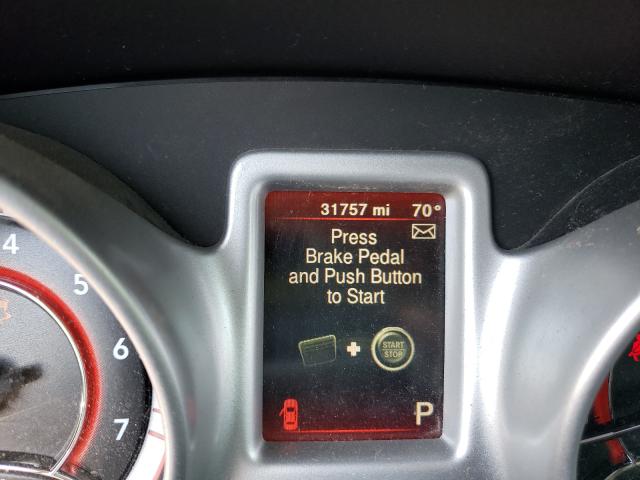 31757 mi 70°
Press
Brake Pedal
and Push Button
to Start
START
STOP
P
4
5
6
7